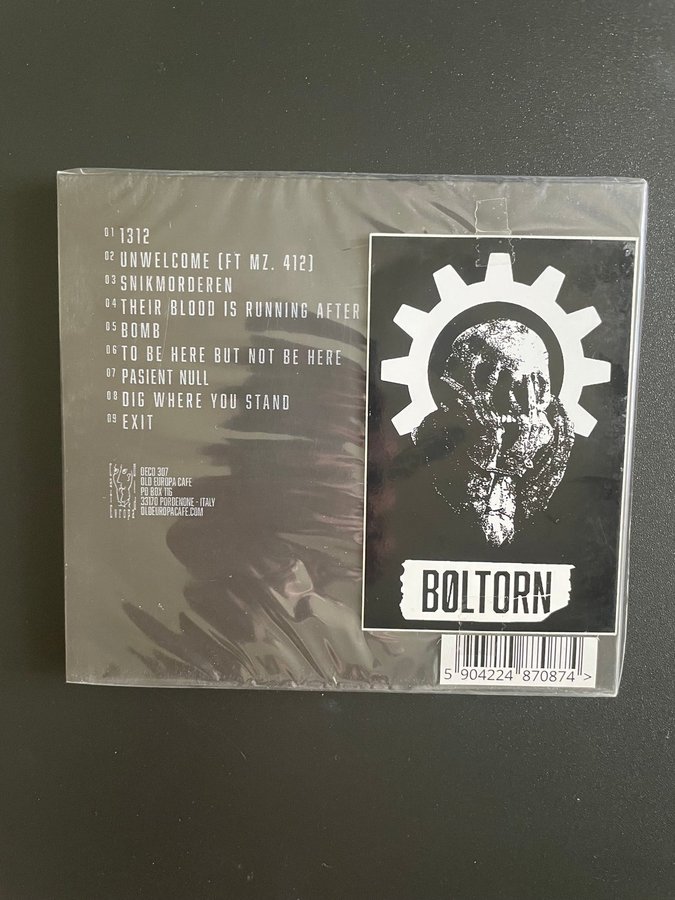 01 1312
02 UNWELCOME (FT MZ. 412)
03 SNIKMORDEREN
04 THEIR BLOOD IS RUNNING AFTER
05 BOMB
06 TO BE HERE BUT NOT BE HERE
07 PASIENT NULL
08 DIG WHERE YOU STAND
09 EXIT
Europa
OECD 307
OLD EUROPA CAFE
PO BOX 116
33170 PORDENONE - ITALY
OLDEUROPACAFE.COM
BØLTORN
5 904224 870874 >